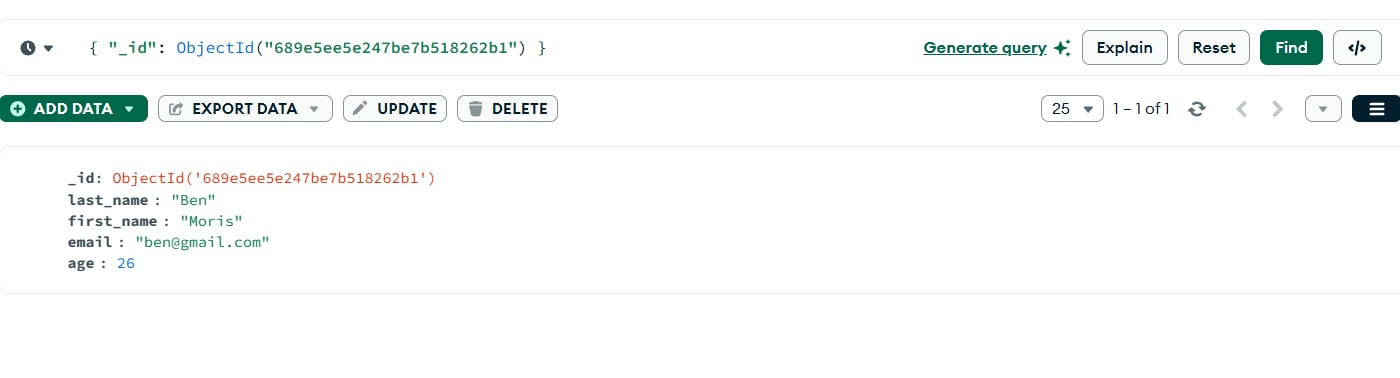 { "_id": ObjectId("689e5ee5e247be7b518262b1") } Generate query Explain Reset Find </>
ADD DATA EXPORT DATA UPDATE DELETE 25 1 – 1 of 1
_id: ObjectId('689e5ee5e247be7b518262b1')
last_name : "Ben"
first_name : "Moris"
email : "ben@gmail.com"
age : 26